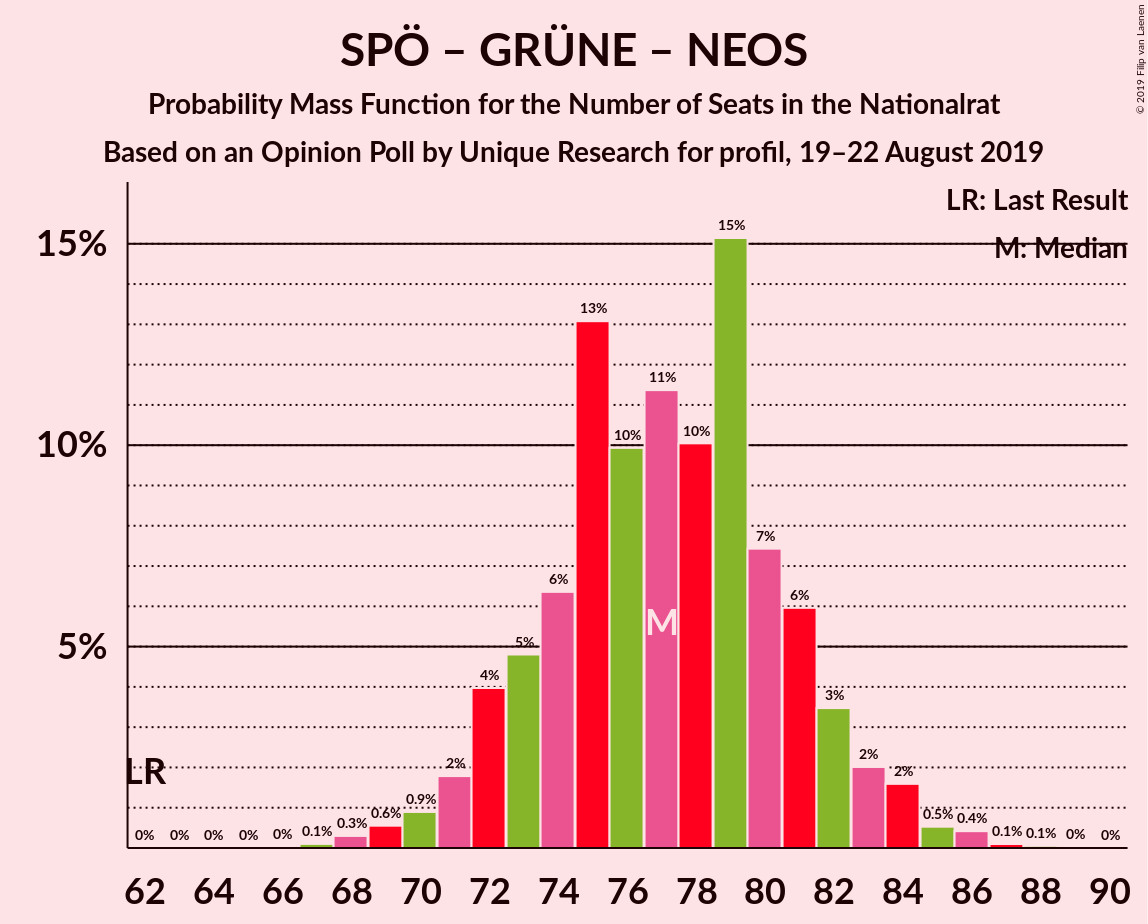 SPÖ – GRÜNE – NEOS
Probability Mass Function for the Number of Seats in the Nationalrat
Based on an Opinion Poll by Unique Research for profil, 19–22 August 2019
© 2019 Filip van Laenen
LR: Last Result
M: Median
15%
10%
5%
LR
M
0% 0% 0% 0% 0% 0.1% 0.3% 0.6% 0.9% 2% 4% 5% 6% 13% 10% 11% 10% 15% 7% 6% 3% 2% 2% 0.5% 0.4% 0.1% 0.1% 0% 0%
62 64 66 68 70 72 74 76 78 80 82 84 86 88 90